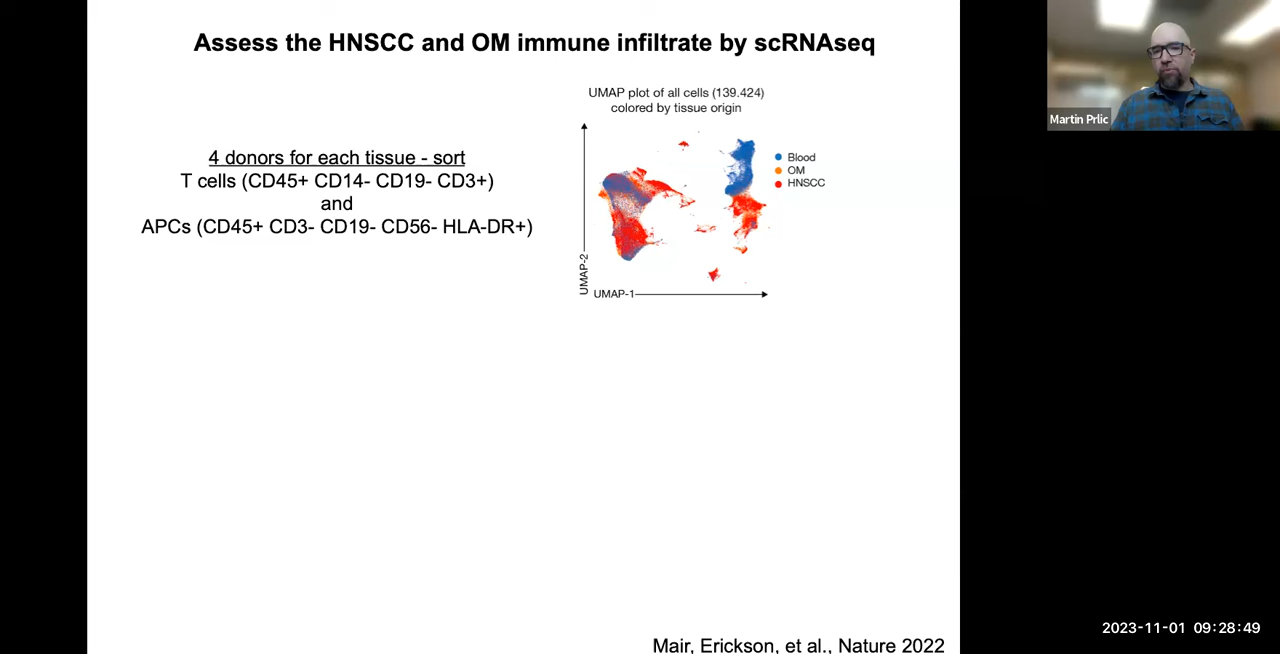 Assess the HNSCC and OM immune infiltrate by scRNAseq
4 donors for each tissue - sort
T cells (CD45+ CD14- CD19- CD3+)
and
APCs (CD45+ CD3- CD19- CD56- HLA-DR+)
UMAP plot of all cells (139.424)
colored by tissue origin
Blood
OM
HNSCC
UMAP-2
UMAP-1
Mair, Erickson, et al., Nature 2022
Martin Prlic
2023-11-01 09:28:49